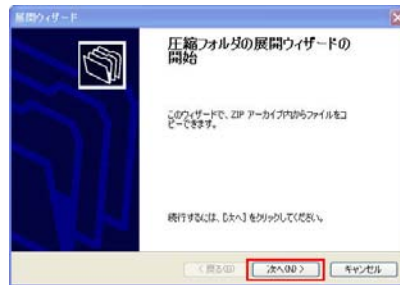 展開ウィザード
圧縮フォルダの展開ウィザードの
開始
このウィザードで、ZIP アーカイブ内からファイルをコ
ピーできます。
続行するには、[次へ] をクリックしてください。
< 戻る(B)
次へ(N) >
キャンセル